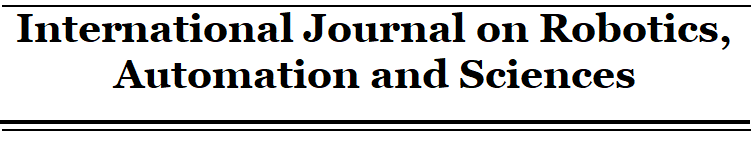 International Journal on Robotics,
Automation and Sciences